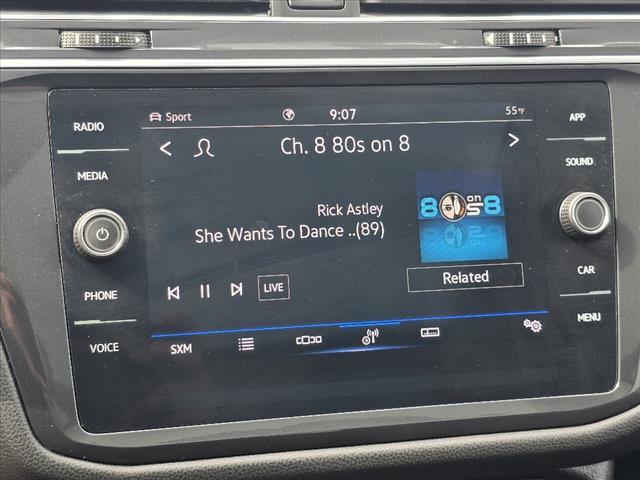 RADIO
MEDIA
PHONE
VOICE
Sport
9:07
55°F
< Ch. 8 80s on 8 >
Rick Astley
She Wants To Dance ..(89)
8 on 8
80s
LIVE
Related
SXM
APP
SOUND
CAR
MENU